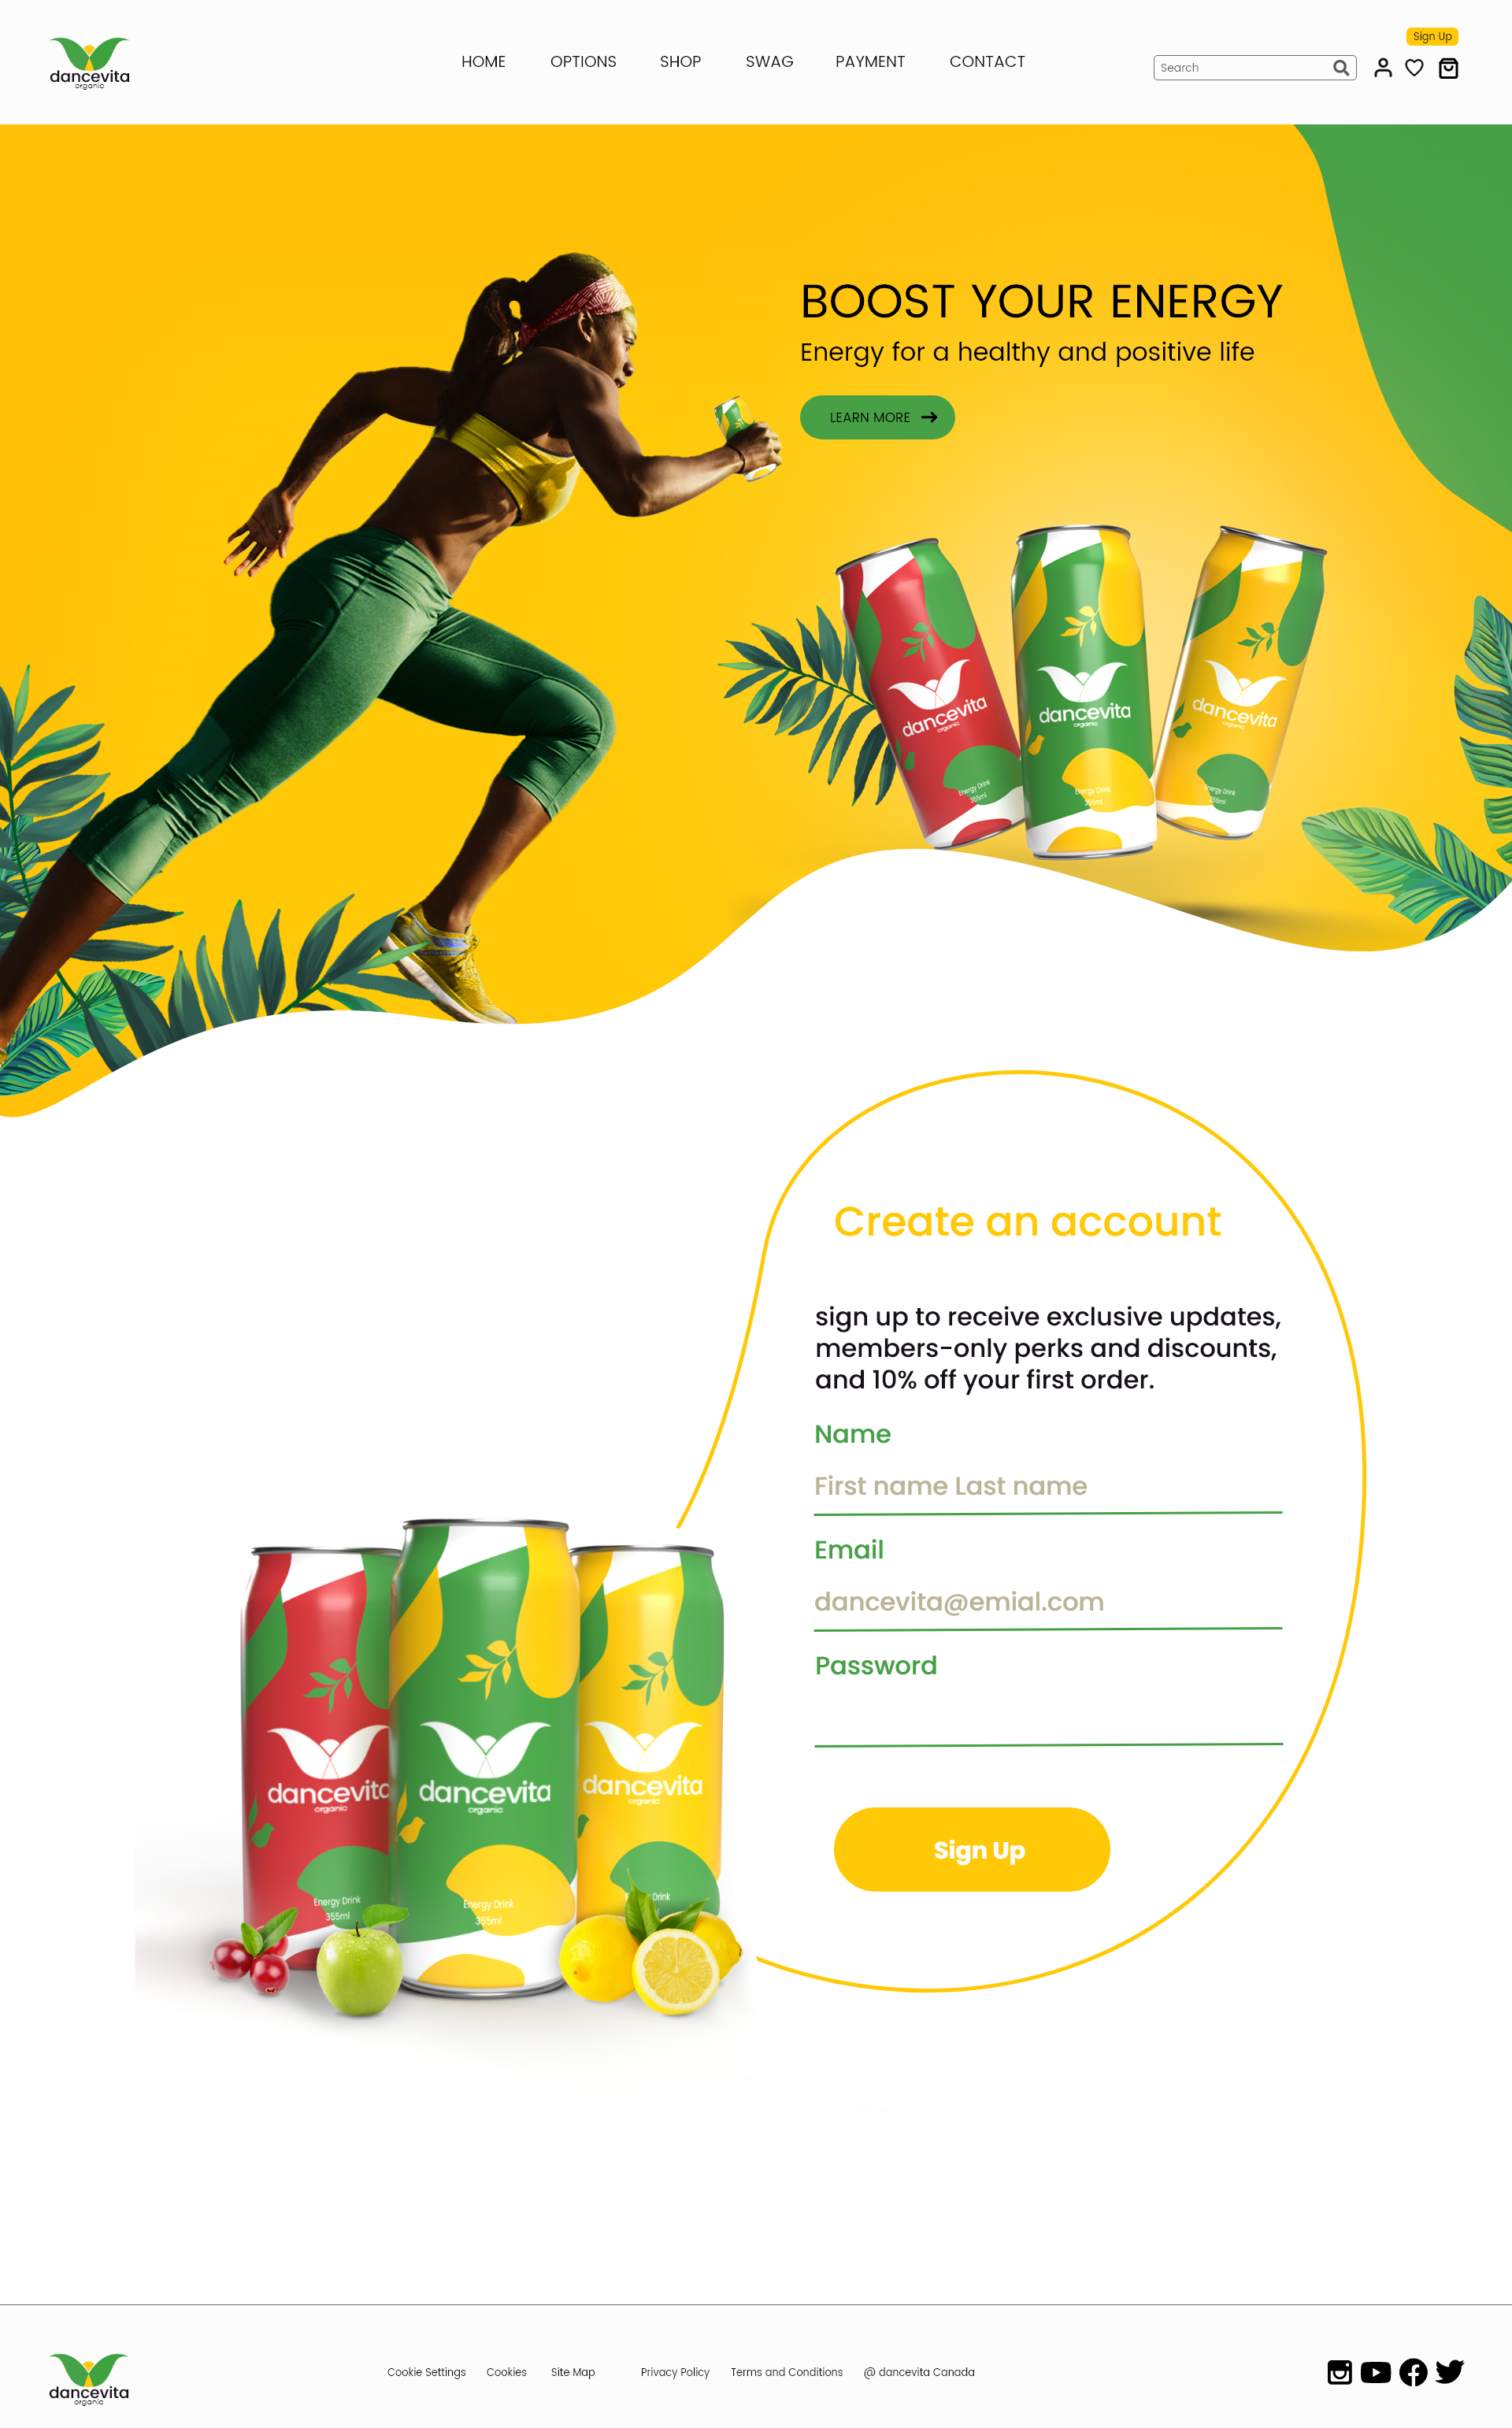 Sign Up
dancevita
organic
HOME OPTIONS SHOP SWAG PAYMENT CONTACT
Search
BOOST YOUR ENERGY
Energy for a healthy and positive life
LEARN MORE
dancevita
organic
Energy Drink
355ml
dancevita
organic
Energy Drink
355ml
dancevita
organic
Energy Drink
355ml
Create an account
sign up to receive exclusive updates,
members-only perks and discounts,
and 10% off your first order.
Name
First name Last name
Email
dancevita@emial.com
Password
Sign Up
dancevita
organic
Energy Drink
355ml
dancevita
organic
Energy Drink
355ml
dancevita
organic
Drink
dancevita
organic
Cookie Settings Cookies Site Map Privacy Policy Terms and Conditions @ dancevita Canada